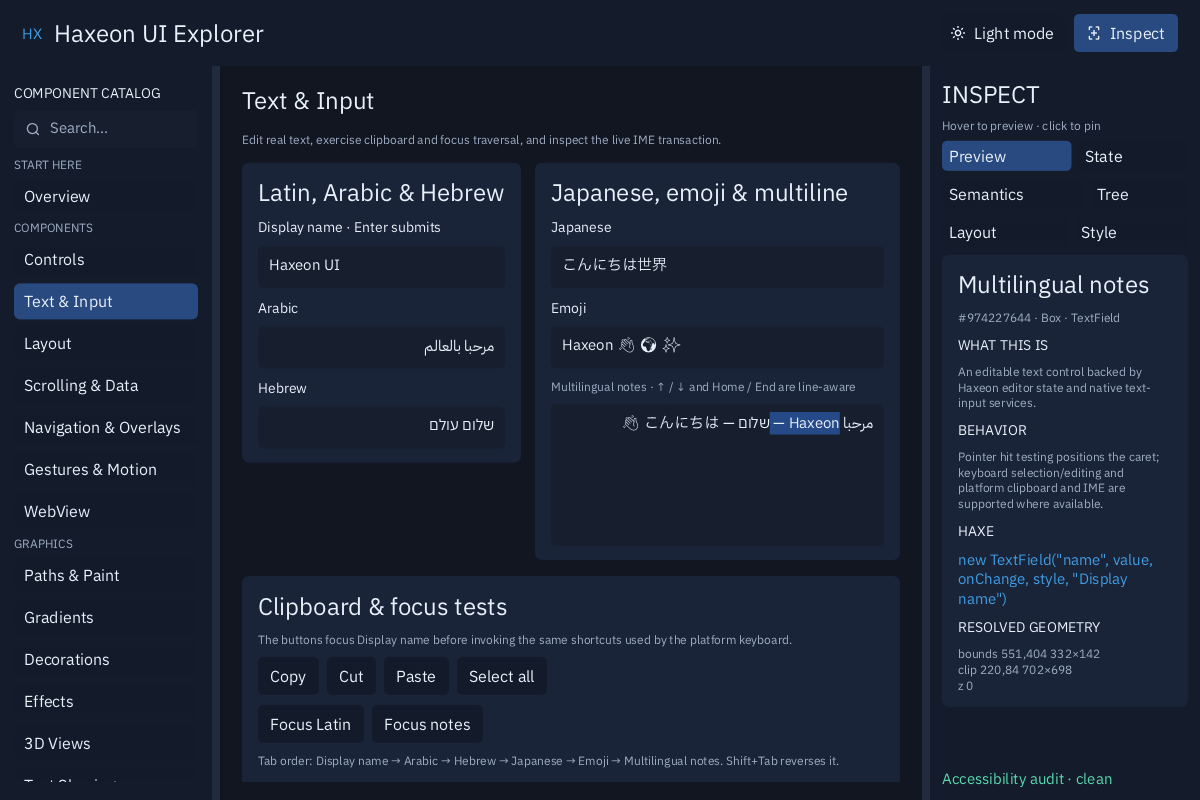 HX Haxeon UI Explorer
Light mode
Inspect
COMPONENT CATALOG
Search...
START HERE
Overview
COMPONENTS
Controls
Text & Input
Layout
Scrolling & Data
Navigation & Overlays
Gestures & Motion
WebView
GRAPHICS
Paths & Paint
Gradients
Decorations
Effects
3D Views
Text & Input
Edit real text, exercise clipboard and focus traversal, and inspect the live IME transaction.
Latin, Arabic & Hebrew
Display name · Enter submits
Haxeon UI
Arabic
مرحبا بالعالم
Hebrew
שלום עולם
Japanese, emoji & multiline
Japanese
こんにちは世界
Emoji
Haxeon 👋 🌍 ✨
Multilingual notes · ↑ / ↓ and Home / End are line-aware
مرحبا Haxeon — שלום — こんにちは 👋
Clipboard & focus tests
The buttons focus Display name before invoking the same shortcuts used by the platform keyboard.
Copy
Cut
Paste
Select all
Focus Latin
Focus notes
Tab order: Display name → Arabic → Hebrew → Japanese → Emoji → Multilingual notes. Shift+Tab reverses it.
INSPECT
Hover to preview · click to pin
Preview
State
Semantics
Tree
Layout
Style
Multilingual notes
#974227644 · Box · TextField
WHAT THIS IS
An editable text control backed by
Haxeon editor state and native text-
input services.
BEHAVIOR
Pointer hit testing positions the caret;
keyboard selection/editing and
platform clipboard and IME are
supported where available.
HAXE
new TextField("name", value,
onChange, style, "Display
name")
RESOLVED GEOMETRY
bounds 551,404 332×142
clip 220,84 702×698
z 0
Accessibility audit · clean